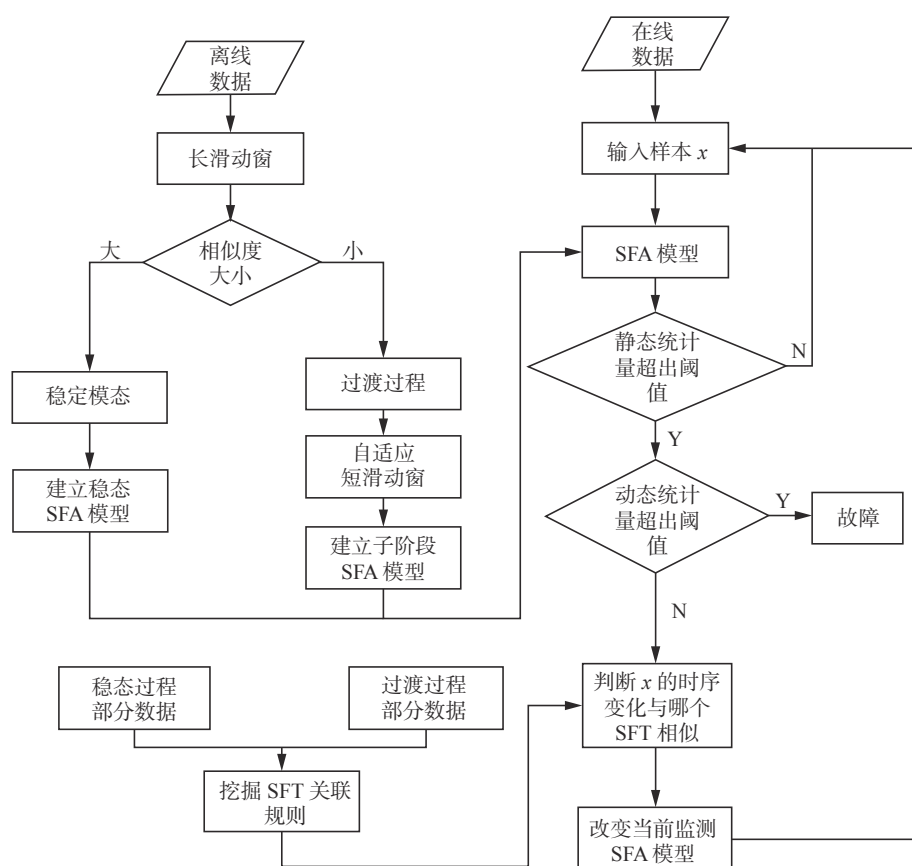 离线
数据
长滑动窗
相似度
大小
大
小
稳定模态
建立稳态
SFA 模型
过渡过程
自适应
短滑动窗
建立子阶段
SFA 模型
稳态过程
部分数据
过渡过程
部分数据
挖掘 SFT 关联
规则
在线
数据
输入样本 x
SFA 模型
静态统计
量超出阈
值
N
Y
动态统计
量超出阈
值
Y
故障
N
判断 x 的时序
变化与哪个
SFT 相似
改变当前监测
SFA 模型